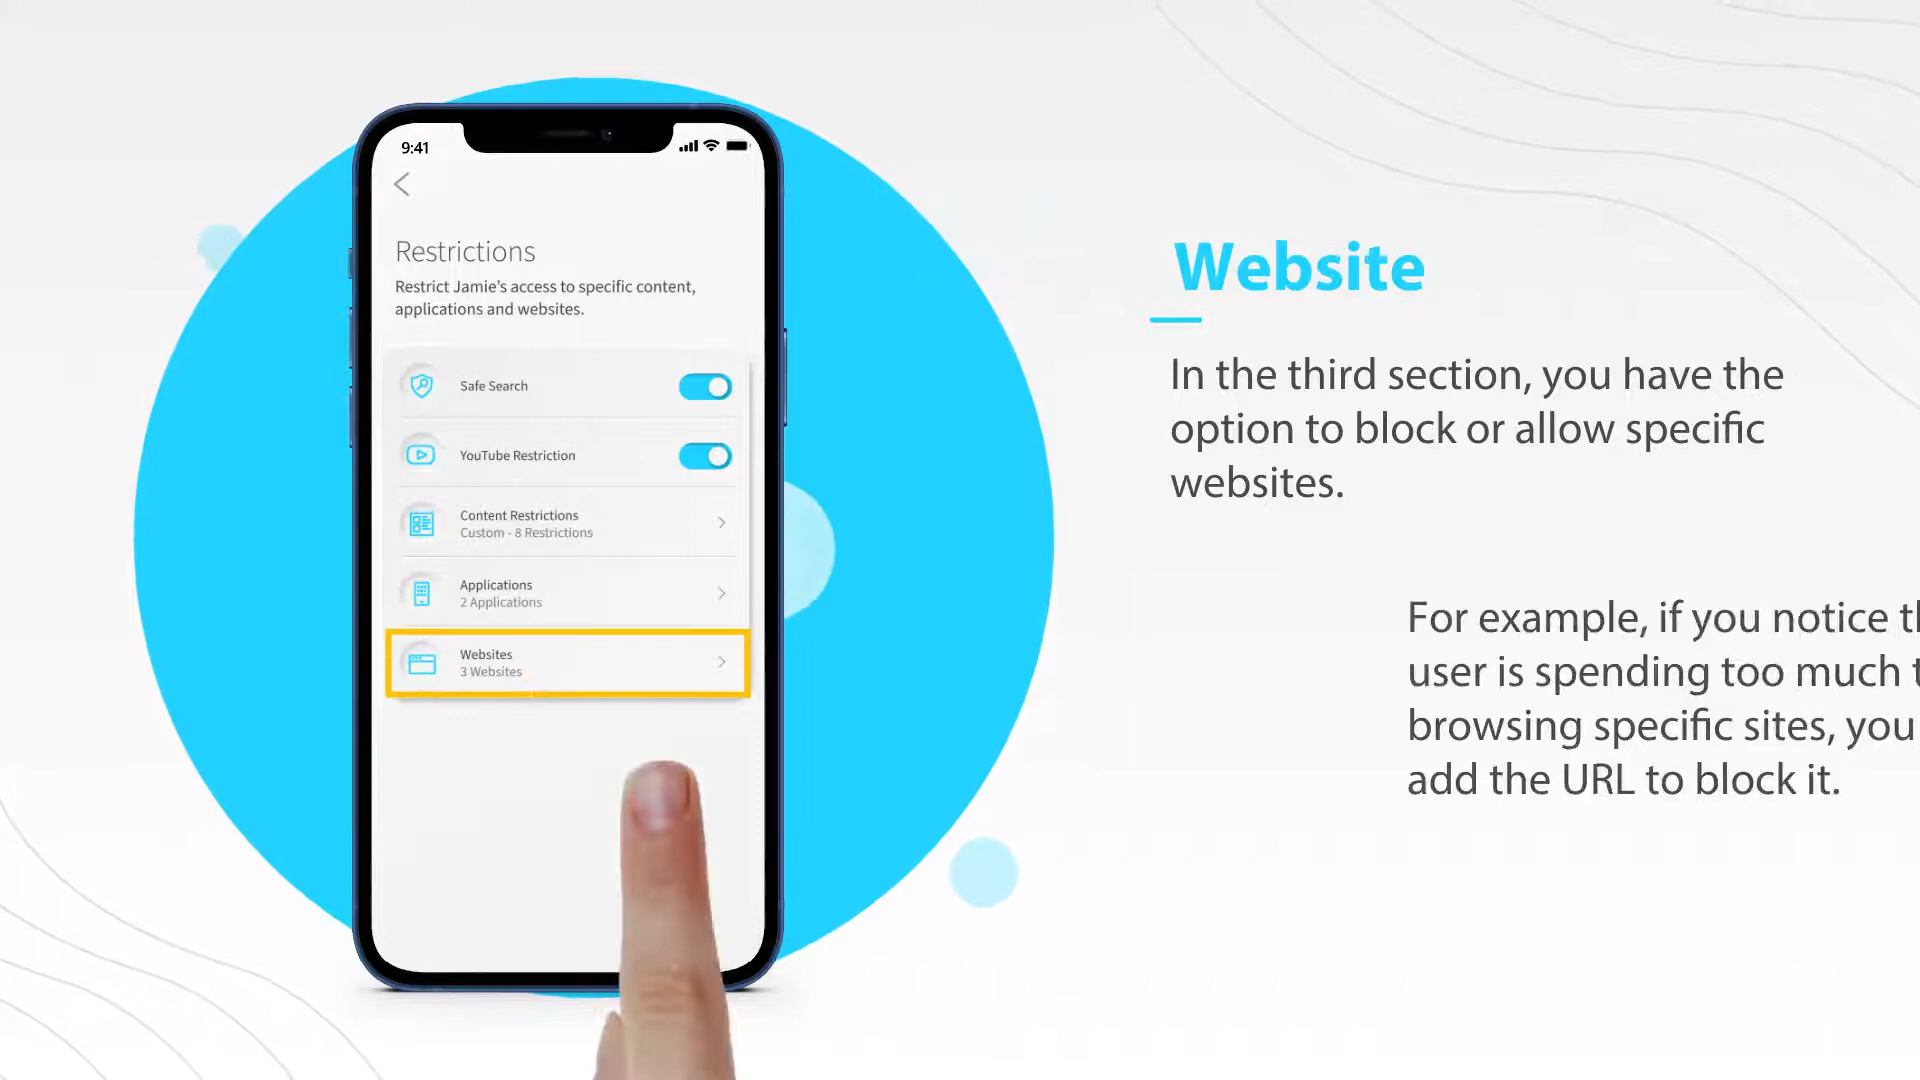 9:41
Restrictions
Restrict Jamie's access to specific content,
applications and websites.
Safe Search
YouTube Restriction
Content Restrictions
Custom - 8 Restrictions
Applications
2 Applications
Websites
3 Websites
Website
In the third section, you have the
option to block or allow specific
websites.
For example, if you notice
user is spending too much
browsing specific sites, you
add the URL to block it.